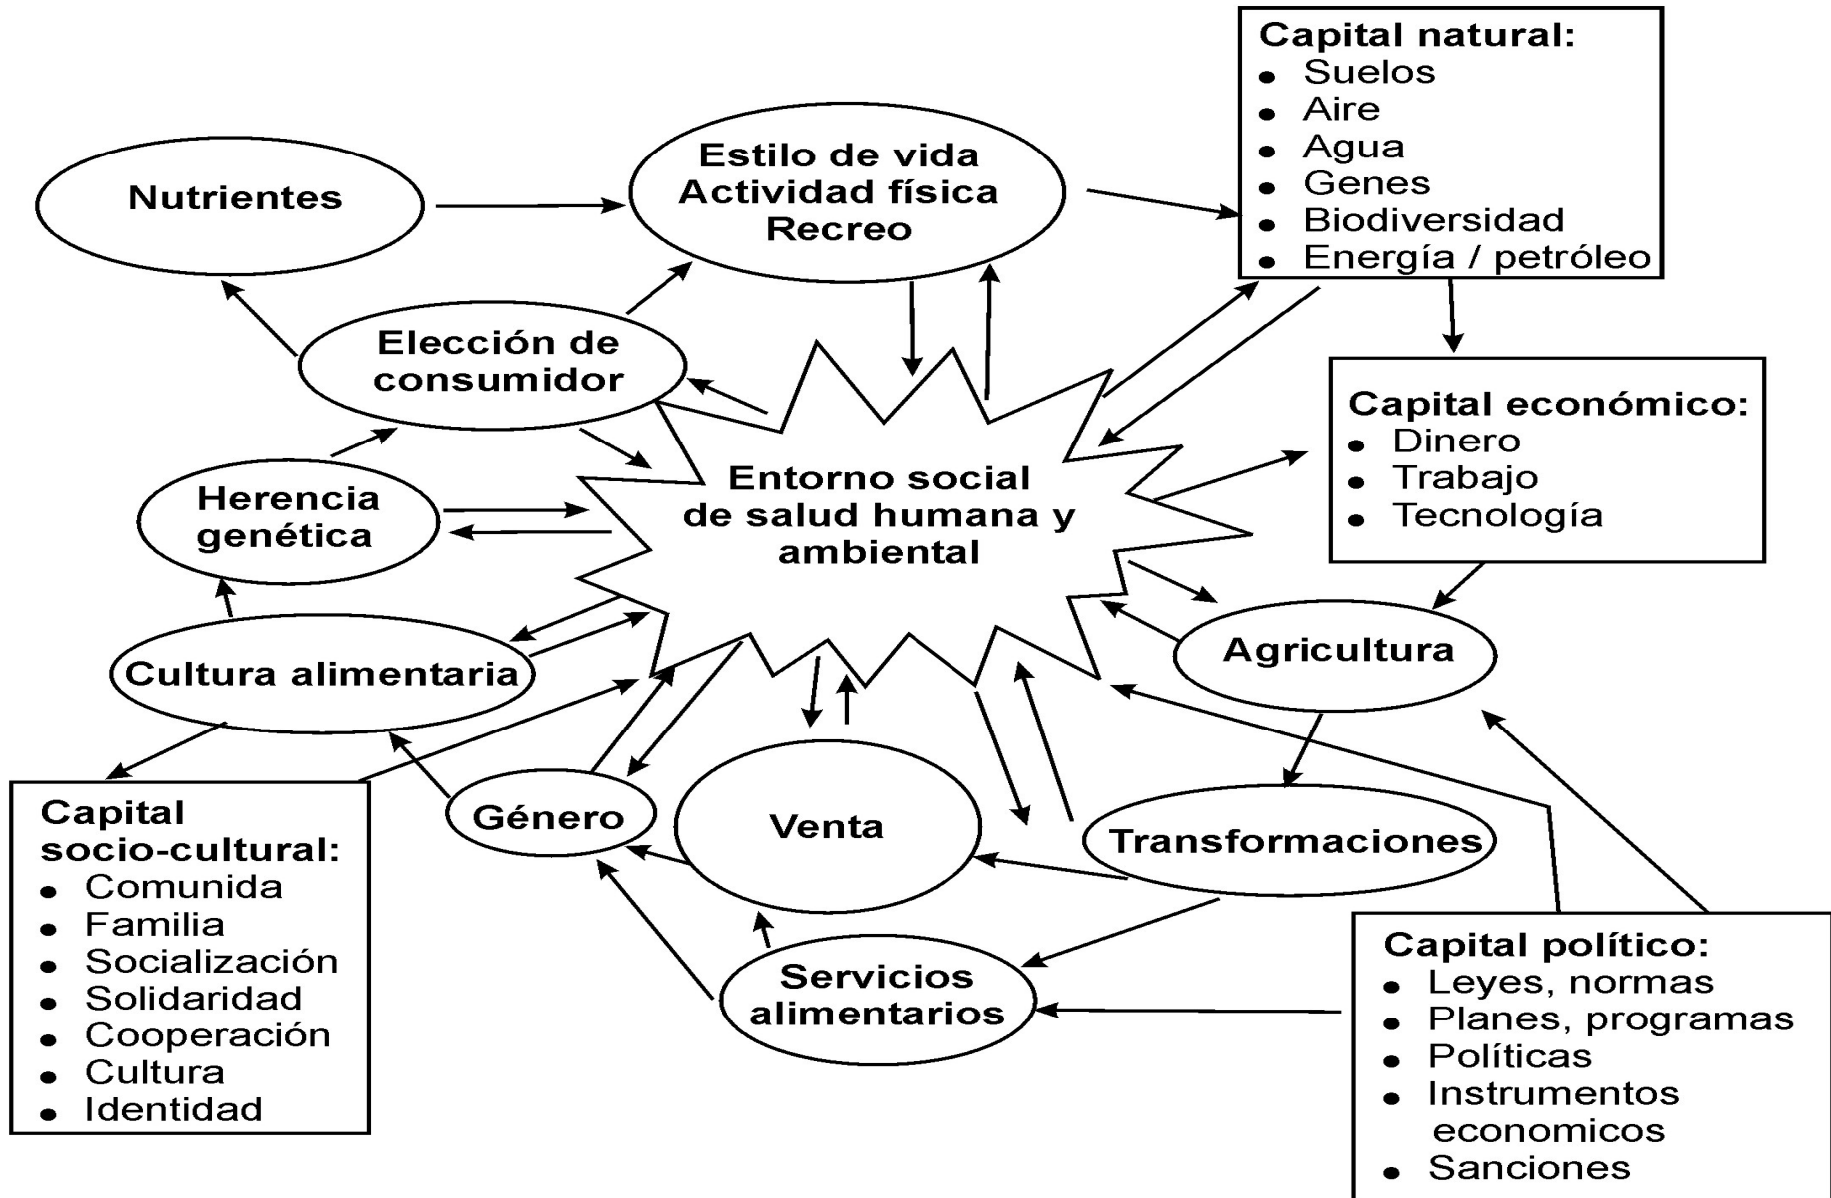 Capital natural:
• Suelos
• Aire
• Agua
• Genes
• Biodiversidad
• Energía / petróleo
Estilo de vida
Actividad física
Recreo
Nutrientes
Elección de
consumidor
Capital económico:
• Dinero
• Trabajo
• Tecnología
Herencia
genética
Entorno social
de salud humana y
ambiental
Cultura alimentaria
Agricultura
Capital
socio-cultural:
• Comunida
• Familia
• Socialización
• Solidaridad
• Cooperación
• Cultura
• Identidad
Género
Venta
Transformaciones
Servicios
alimentarios
Capital político:
• Leyes, normas
• Planes, programas
• Políticas
• Instrumentos
economicos
• Sanciones